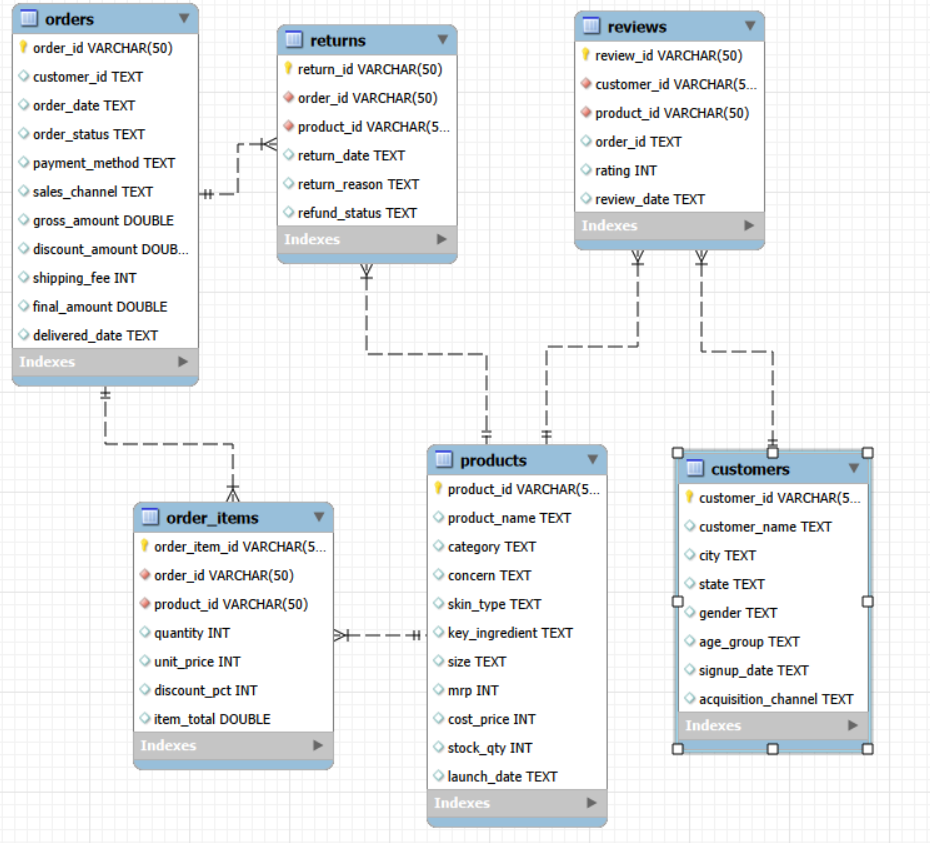 orders
order_id VARCHAR(50)
customer_id TEXT
order_date TEXT
order_status TEXT
payment_method TEXT
sales_channel TEXT
gross_amount DOUBLE
discount_amount DOUB...
shipping_fee INT
final_amount DOUBLE
delivered_date TEXT
Indexes
returns
return_id VARCHAR(50)
order_id VARCHAR(50)
product_id VARCHAR(5...
return_date TEXT
return_reason TEXT
refund_status TEXT
Indexes
reviews
review_id VARCHAR(50)
customer_id VARCHAR(5...
product_id VARCHAR(50)
order_id TEXT
rating INT
review_date TEXT
Indexes
order_items
order_item_id VARCHAR(5...
order_id VARCHAR(50)
product_id VARCHAR(50)
quantity INT
unit_price INT
discount_pct INT
item_total DOUBLE
Indexes
products
product_id VARCHAR(5...
product_name TEXT
category TEXT
concern TEXT
skin_type TEXT
key_ingredient TEXT
size TEXT
mrp INT
cost_price INT
stock_qty INT
launch_date TEXT
Indexes
customers
customer_id VARCHAR(5...
customer_name TEXT
city TEXT
state TEXT
gender TEXT
age_group TEXT
signup_date TEXT
acquisition_channel TEXT
Indexes